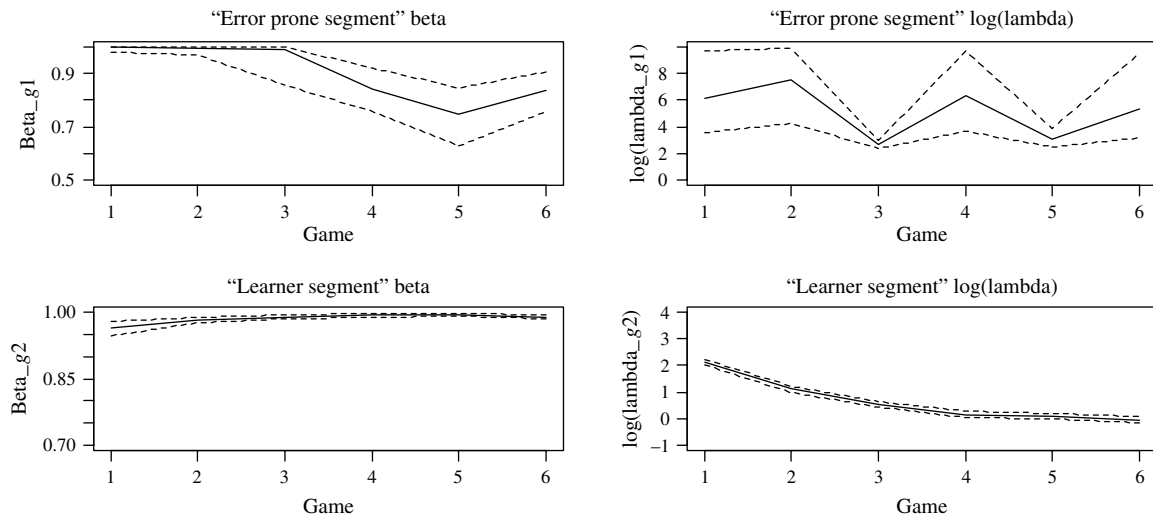 “Error prone segment” beta
Beta_g1
0.9
0.7
0.5
1 2 3 4 5 6
Game
“Error prone segment” log(lambda)
log(lambda_g1)
8
6
4
2
0
1 2 3 4 5 6
Game
“Learner segment” beta
Beta_g2
1.00
0.85
0.70
1 2 3 4 5 6
Game
“Learner segment” log(lambda)
log(lambda_g2)
4
3
2
1
0
–1
1 2 3 4 5 6
Game